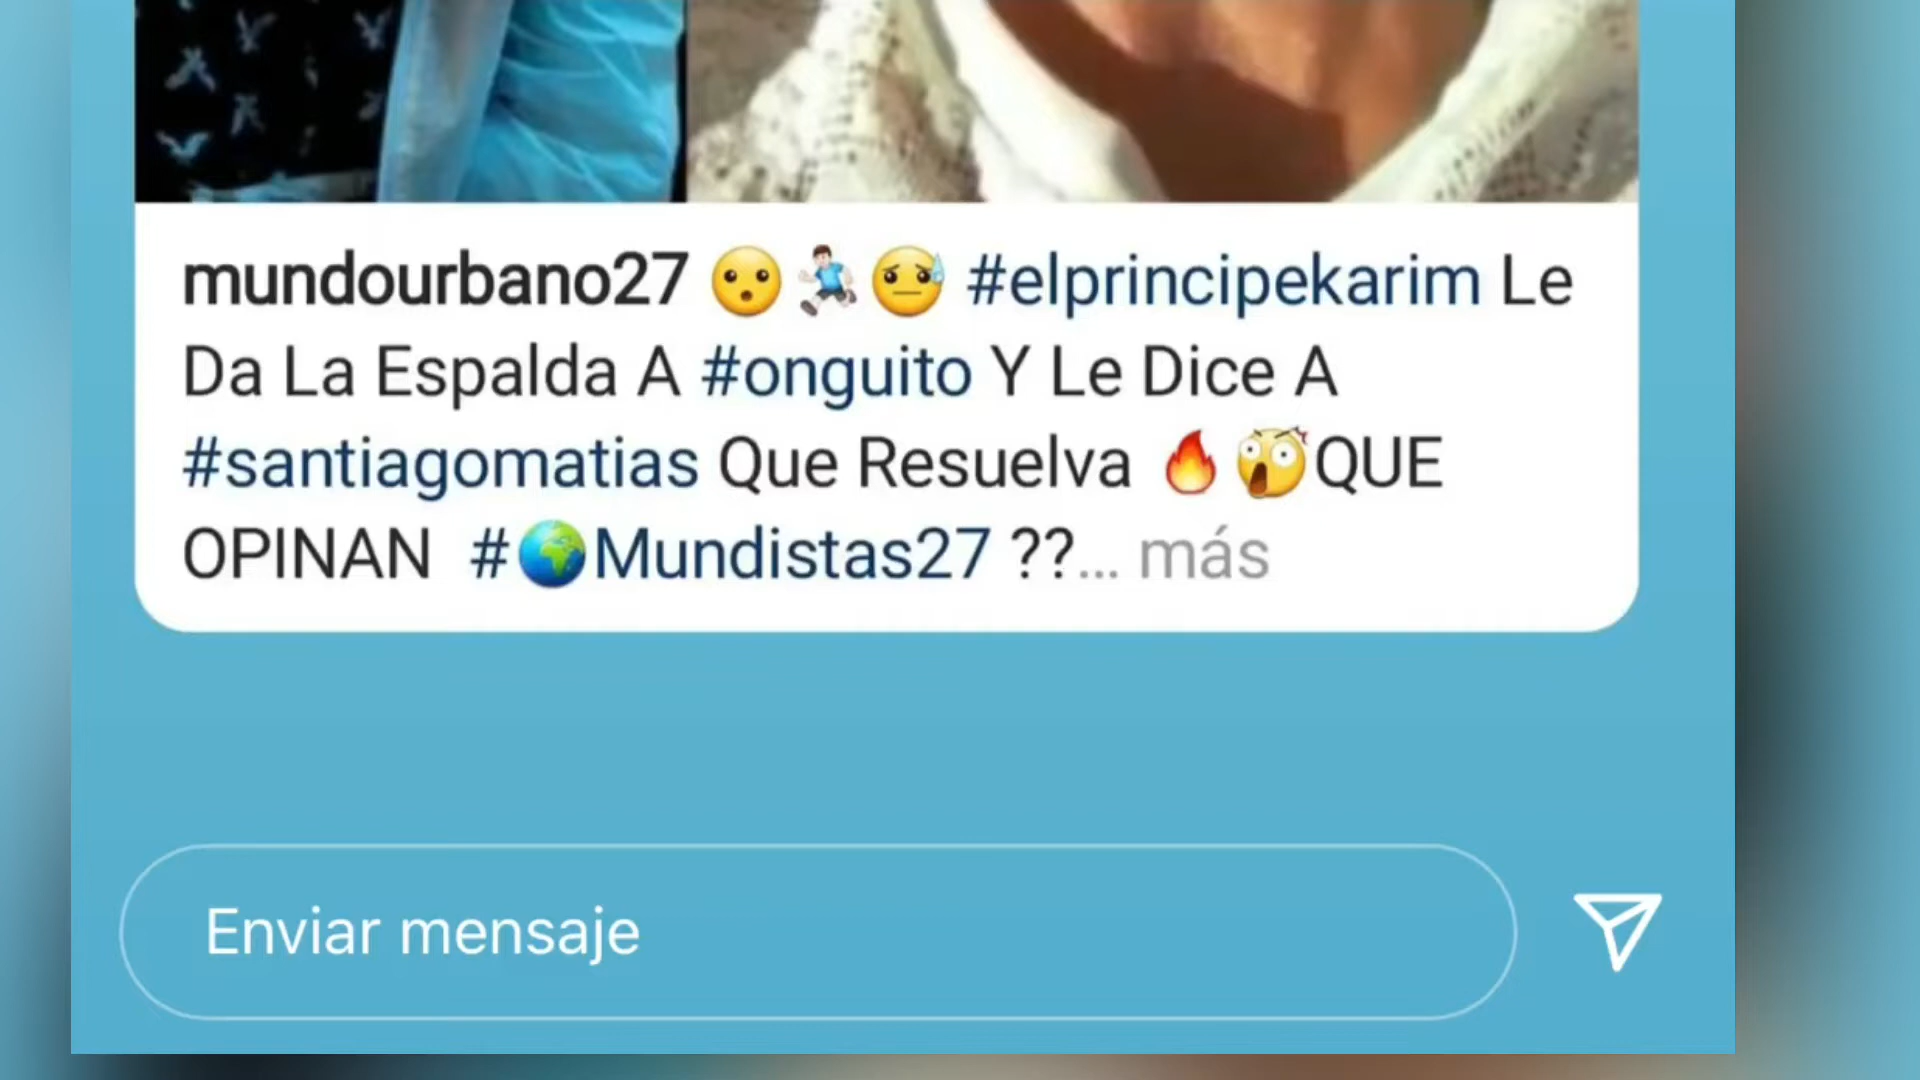 mundourbano27 😮🏃😓 #elprincipekarim Le
Da La Espalda A #onguito Y Le Dice A
#santiagomatias Que Resuelva 🔥😱QUE
OPINAN #🌍Mundistas27 ??... más
Enviar mensaje